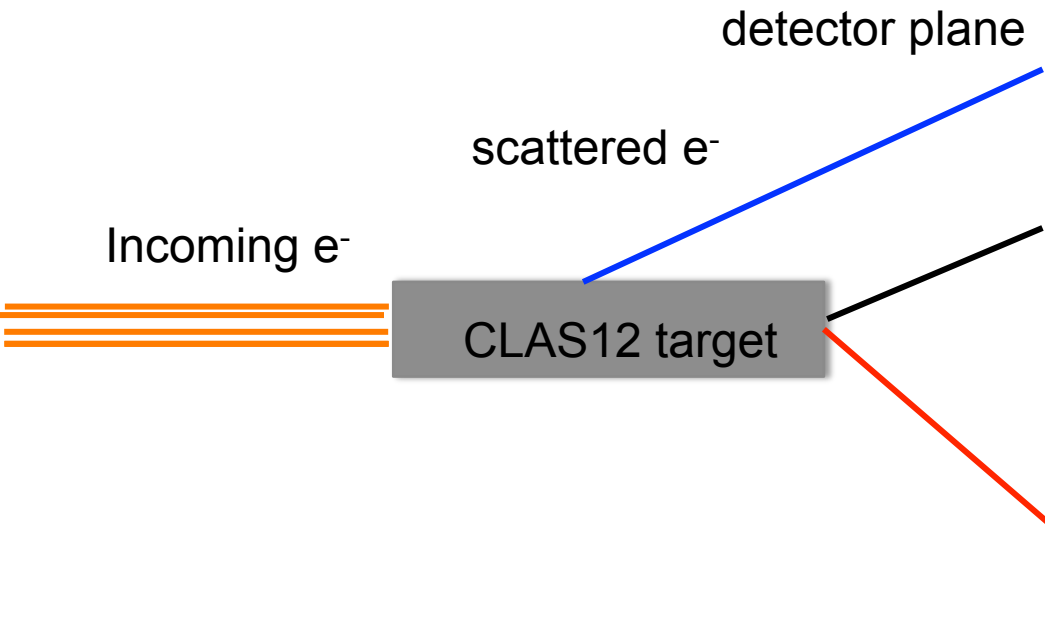 detector plane
scattered e-
Incoming e-
CLAS12 target